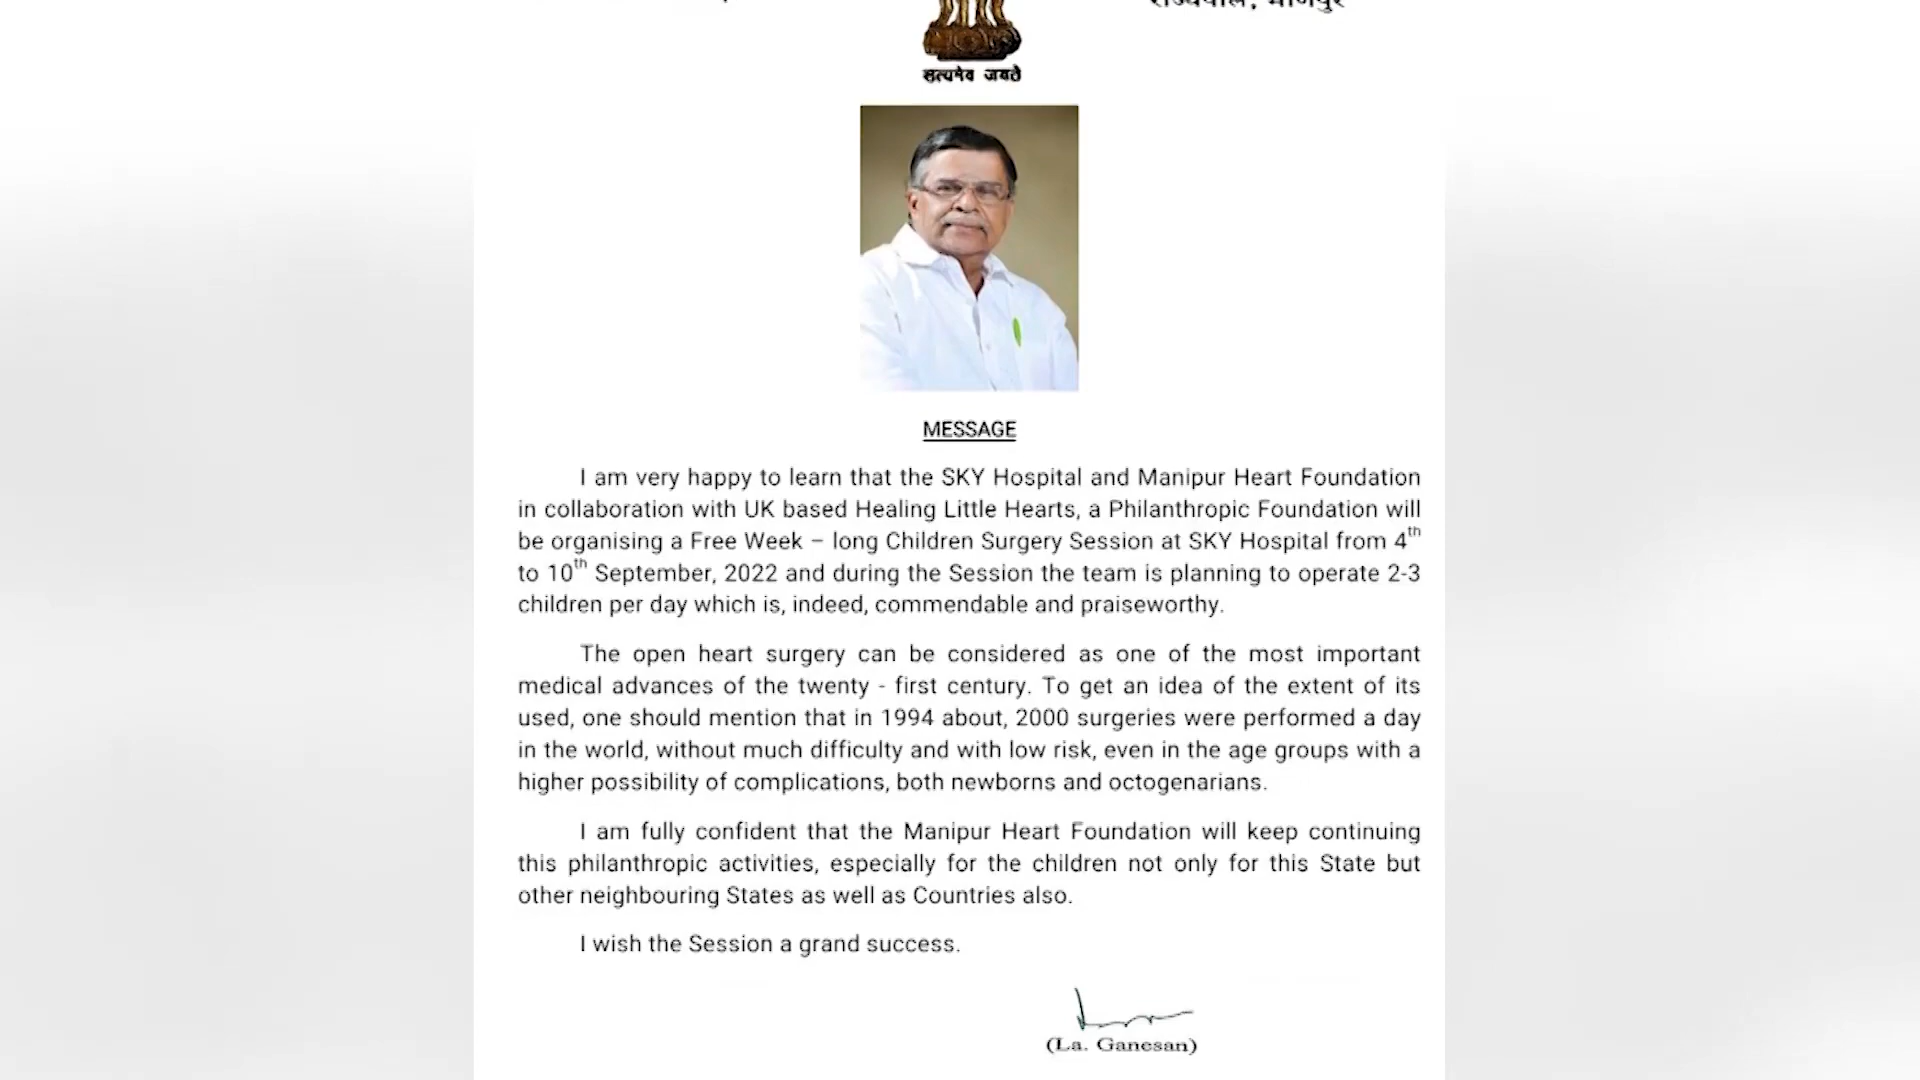 राज्यपाल, मणिपुर
सत्यमेव जयते
MESSAGE
I am very happy to learn that the SKY Hospital and Manipur Heart Foundation
in collaboration with UK based Healing Little Hearts, a Philanthropic Foundation will
be organising a Free Week – long Children Surgery Session at SKY Hospital from 4th
to 10th September, 2022 and during the Session the team is planning to operate 2-3
children per day which is, indeed, commendable and praiseworthy.
The open heart surgery can be considered as one of the most important
medical advances of the twenty - first century. To get an idea of the extent of its
used, one should mention that in 1994 about, 2000 surgeries were performed a day
in the world, without much difficulty and with low risk, even in the age groups with a
higher possibility of complications, both newborns and octogenarians.
I am fully confident that the Manipur Heart Foundation will keep continuing
this philanthropic activities, especially for the children not only for this State but
other neighbouring States as well as Countries also.
I wish the Session a grand success.
(La. Ganesan)